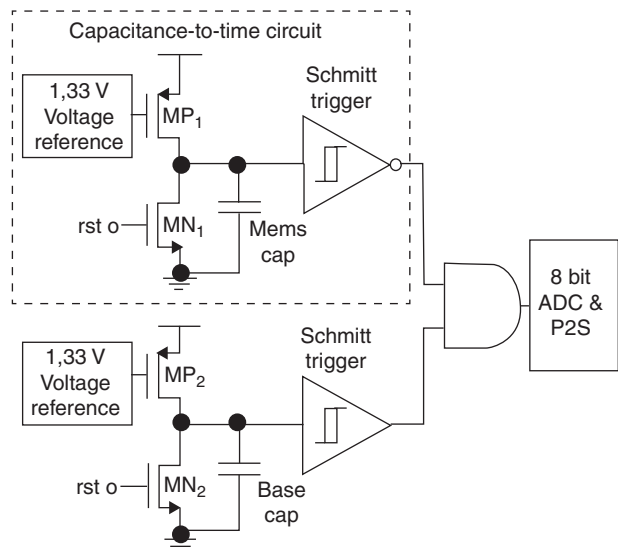 Capacitance-to-time circuit
1,33 V
Voltage
reference
MP₁
Schmitt
trigger
rst o
MN₁
Mems
cap
8 bit
ADC &
P2S
1,33 V
Voltage
reference
MP₂
Schmitt
trigger
rst o
MN₂
Base
cap